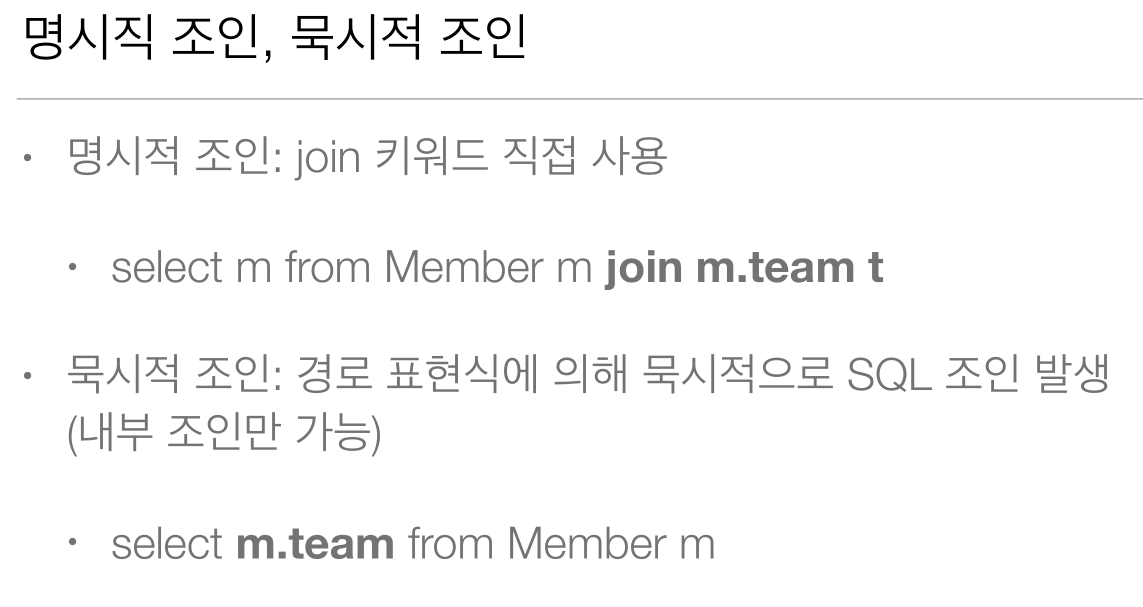 명시직 조인, 묵시적 조인
• 명시적 조인: join 키워드 직접 사용
• select m from Member m join m.team t
• 묵시적 조인: 경로 표현식에 의해 묵시적으로 SQL 조인 발생
(내부 조인만 가능)
• select m.team from Member m